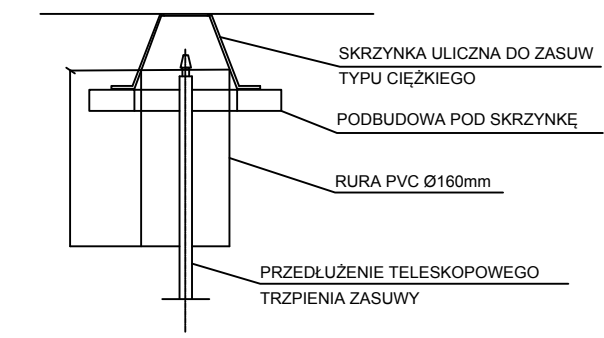 SKRZYNKA ULICZNA DO ZASUW
TYPU CIĘŻKIEGO
PODBUDOWA POD SKRZYNKĘ
RURA PVC Ø160mm
PRZEDŁUŻENIE TELESKOPOWEGO
TRZPIENIA ZASUWY